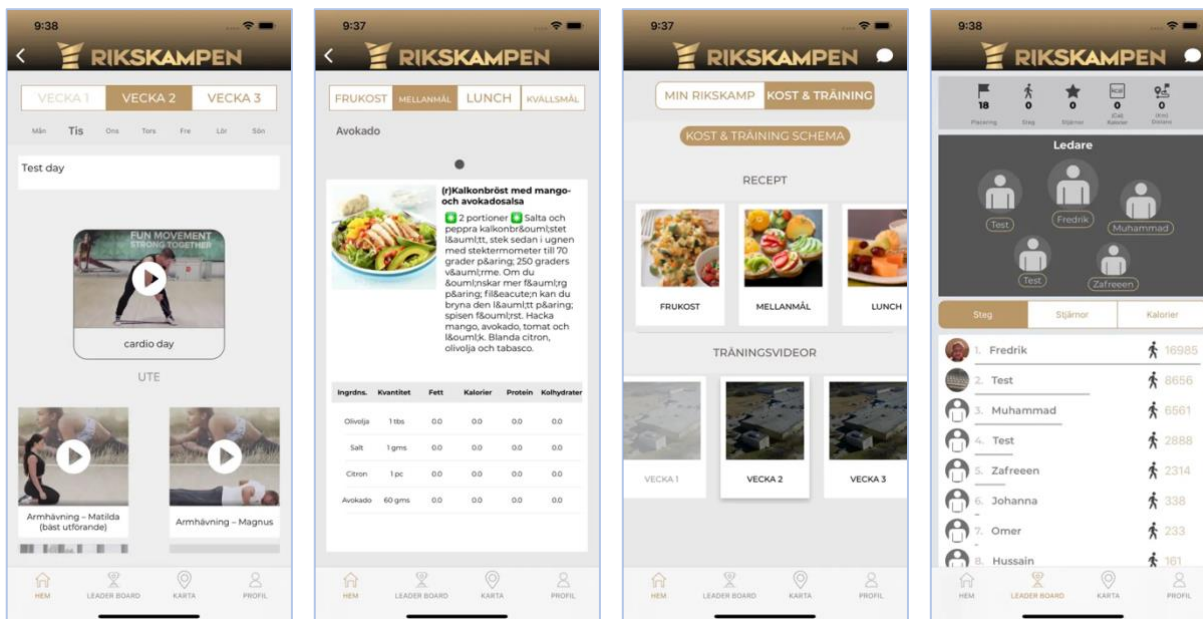 9:38
RIKSKAMPEN
VECKA 1 VECKA 2 VECKA 3
Mån Tis Ons Tors Fre Lör Sön
Test day
FUN MOVEMENT
STRONG TOGETHER
cardio day
UTE
Armhävning – Matilda
(bäst utförande)
Armhävning – Magnus
HEM LEADER BOARD KARTA PROFIL
9:37
RIKSKAMPEN
FRUKOST MELLANMÅL LUNCH KVÄLLSMÅL
Avokado
(r)Kalkonbröst med mango-
och avokadosalsa
2 portioner Salta och
peppra kalkonbr&ouml;stet
l&auml;tt, stek sedan i ugnen
med stektermometer till 70
grader p&aring; 250 graders
v&auml;rme. Om du
&ouml;nskar mer f&auml;rg
p&aring; fil&eacute;n kan du
bryna den l&auml;tt p&aring;
spisen f&ouml;rst. Hacka
mango, avokado, tomat och
l&ouml;k. Blanda citron,
olivolja och tabasco.
Ingrdns. Kvantitet Fett Kalorier Protein Kolhydrater
Olivolja 1 tbs 0.0 0.0 0.0 0.0
Salt 1 gms 0.0 0.0 0.0 0.0
Citron 1 pc 0.0 0.0 0.0 0.0
Avokado 60 gms 0.0 0.0 0.0 0.0
HEM LEADER BOARD KARTA PROFIL
9:37
RIKSKAMPEN
MIN RIKSKAMP KOST & TRÄINING
KOST & TRÄINING SCHEMA
RECEPT
FRUKOST MELLANMÅL LUNCH
TRÄNINGSVIDEOR
VECKA 1 VECKA 2 VECKA 3
HEM LEADER BOARD KARTA PROFIL
9:38
RIKSKAMPEN
18 0 0 0 0
Placering Steg Stjärnor (Cal) Kalorier (Km) Distans
Ledare
Test Fredrik Muhammad
Test Zafreeen
Steg Stjärnor Kalorier
1. Fredrik 16985
2. Test 8656
3. Muhammad 6561
4. Test 2888
5. Zafreeen 2314
6. Johanna 338
7. Omer 233
8. Hussain 161
HEM LEADER BOARD KARTA PROFIL